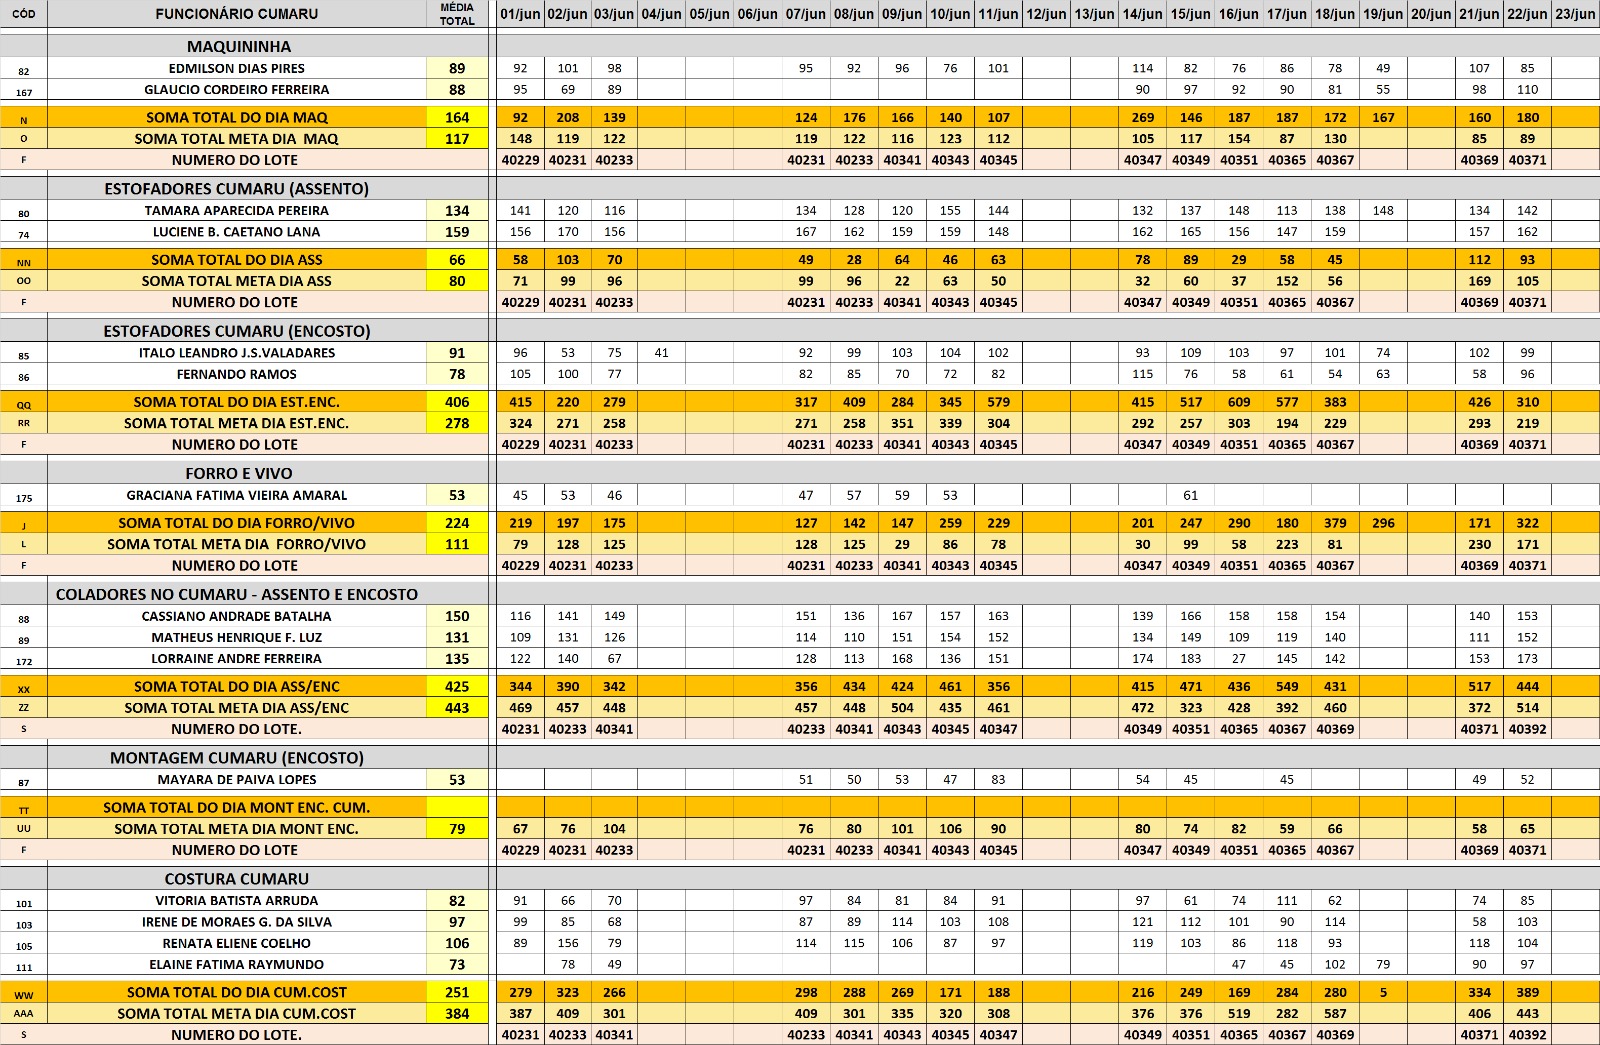 CÓD FUNCIONÁRIO CUMARU MÉDIA TOTAL 01/jun 02/jun 03/jun 04/jun 05/jun 06/jun 07/jun 08/jun 09/jun 10/jun 11/jun 12/jun 13/jun 14/jun 15/jun 16/jun 17/jun 18/jun 19/jun 20/jun 21/jun 22/jun 23/jun
MAQUININHA
82 EDMILSON DIAS PIRES 89 92 101 98 95 92 96 76 101 114 82 76 86 78 49 107 85
167 GLAUCIO CORDEIRO FERREIRA 88 95 69 89 90 97 92 90 81 55 98 110
N SOMA TOTAL DO DIA MAQ 164 92 208 139 124 176 166 140 107 269 146 187 187 172 167 160 180
O SOMA TOTAL META DIA MAQ 117 148 119 122 119 122 116 123 112 105 117 154 87 130 85 89
F NUMERO DO LOTE 40229 40231 40233 40231 40233 40341 40343 40345 40347 40349 40351 40365 40367 40369 40371
ESTOFADORES CUMARU (ASSENTO)
80 TAMARA APARECIDA PEREIRA 134 141 120 116 134 128 120 155 144 132 137 148 113 138 148 134 142
74 LUCIENE B. CAETANO LANA 159 156 170 156 167 162 159 159 148 162 165 156 147 159 157 162
NN SOMA TOTAL DO DIA ASS 66 58 103 70 49 28 64 46 63 78 89 29 58 45 112 93
OO SOMA TOTAL META DIA ASS 80 71 99 96 99 96 22 63 50 32 60 37 152 56 169 105
F NUMERO DO LOTE 40229 40231 40233 40231 40233 40341 40343 40345 40347 40349 40351 40365 40367 40369 40371
ESTOFADORES CUMARU (ENCOSTO)
85 ITALO LEANDRO J.S.VALADARES 91 96 53 75 41 92 99 103 104 102 93 109 103 97 101 74 102 99
86 FERNANDO RAMOS 78 105 100 77 82 85 70 72 82 115 76 58 61 54 63 58 96
QQ SOMA TOTAL DO DIA EST.ENC. 406 415 220 279 317 409 284 345 579 415 517 609 577 383 426 310
RR SOMA TOTAL META DIA EST.ENC. 278 324 271 258 271 258 351 339 304 292 257 303 194 229 293 219
F NUMERO DO LOTE 40229 40231 40233 40231 40233 40341 40343 40345 40347 40349 40351 40365 40367 40369 40371
FORRO E VIVO
175 GRACIANA FATIMA VIEIRA AMARAL 53 45 53 46 47 57 59 53 61
J SOMA TOTAL DO DIA FORRO/VIVO 224 219 197 175 127 142 147 259 229 201 247 290 180 379 296 171 322
L SOMA TOTAL META DIA FORRO/VIVO 111 79 128 125 128 125 29 86 78 30 99 58 223 81 230 171
F NUMERO DO LOTE 40229 40231 40233 40231 40233 40341 40343 40345 40347 40349 40351 40365 40367 40369 40371
COLADORES NO CUMARU - ASSENTO E ENCOSTO
88 CASSIANO ANDRADE BATALHA 150 116 141 149 151 136 167 157 163 139 166 158 158 154 140 153
89 MATHEUS HENRIQUE F. LUZ 131 109 131 126 114 110 151 154 152 134 149 109 119 140 111 152
172 LORRAINE ANDRE FERREIRA 135 122 140 67 128 113 168 136 151 174 183 27 145 142 153 173
XX SOMA TOTAL DO DIA ASS/ENC 425 344 390 342 356 434 424 461 356 415 471 436 549 431 517 444
ZZ SOMA TOTAL META DIA ASS/ENC 443 469 457 448 457 448 504 435 461 472 323 428 392 460 372 514
S NUMERO DO LOTE. 40231 40233 40341 40233 40341 40343 40345 40347 40349 40351 40365 40367 40369 40371 40392
MONTAGEM CUMARU (ENCOSTO)
87 MAYARA DE PAIVA LOPES 53 51 50 53 47 83 54 45 45 49 52
TT SOMA TOTAL DO DIA MONT ENC. CUM.
UU SOMA TOTAL META DIA MONT ENC. 79 67 76 104 76 80 101 106 90 80 74 82 59 66 58 65
F NUMERO DO LOTE 40229 40231 40233 40231 40233 40341 40343 40345 40347 40349 40351 40365 40367 40369 40371
COSTURA CUMARU
101 VITORIA BATISTA ARRUDA 82 91 66 70 97 84 81 84 91 97 61 74 111 62 74 85
103 IRENE DE MORAES G. DA SILVA 97 99 85 68 87 89 114 103 108 121 112 101 90 114 58 103
105 RENATA ELIENE COELHO 106 89 156 79 114 115 106 87 97 119 103 86 118 93 118 104
111 ELAINE FATIMA RAYMUNDO 73 78 49 47 45 102 79 90 97
WW SOMA TOTAL DO DIA CUM.COST 251 279 323 266 298 288 269 171 188 216 249 169 284 280 5 334 389
AAA SOMA TOTAL META DIA CUM.COST 384 387 409 301 409 301 335 320 308 376 376 519 282 587 406 443
S NUMERO DO LOTE. 40231 40233 40341 40233 40341 40343 40345 40347 40349 40351 40365 40367 40369 40371 40392